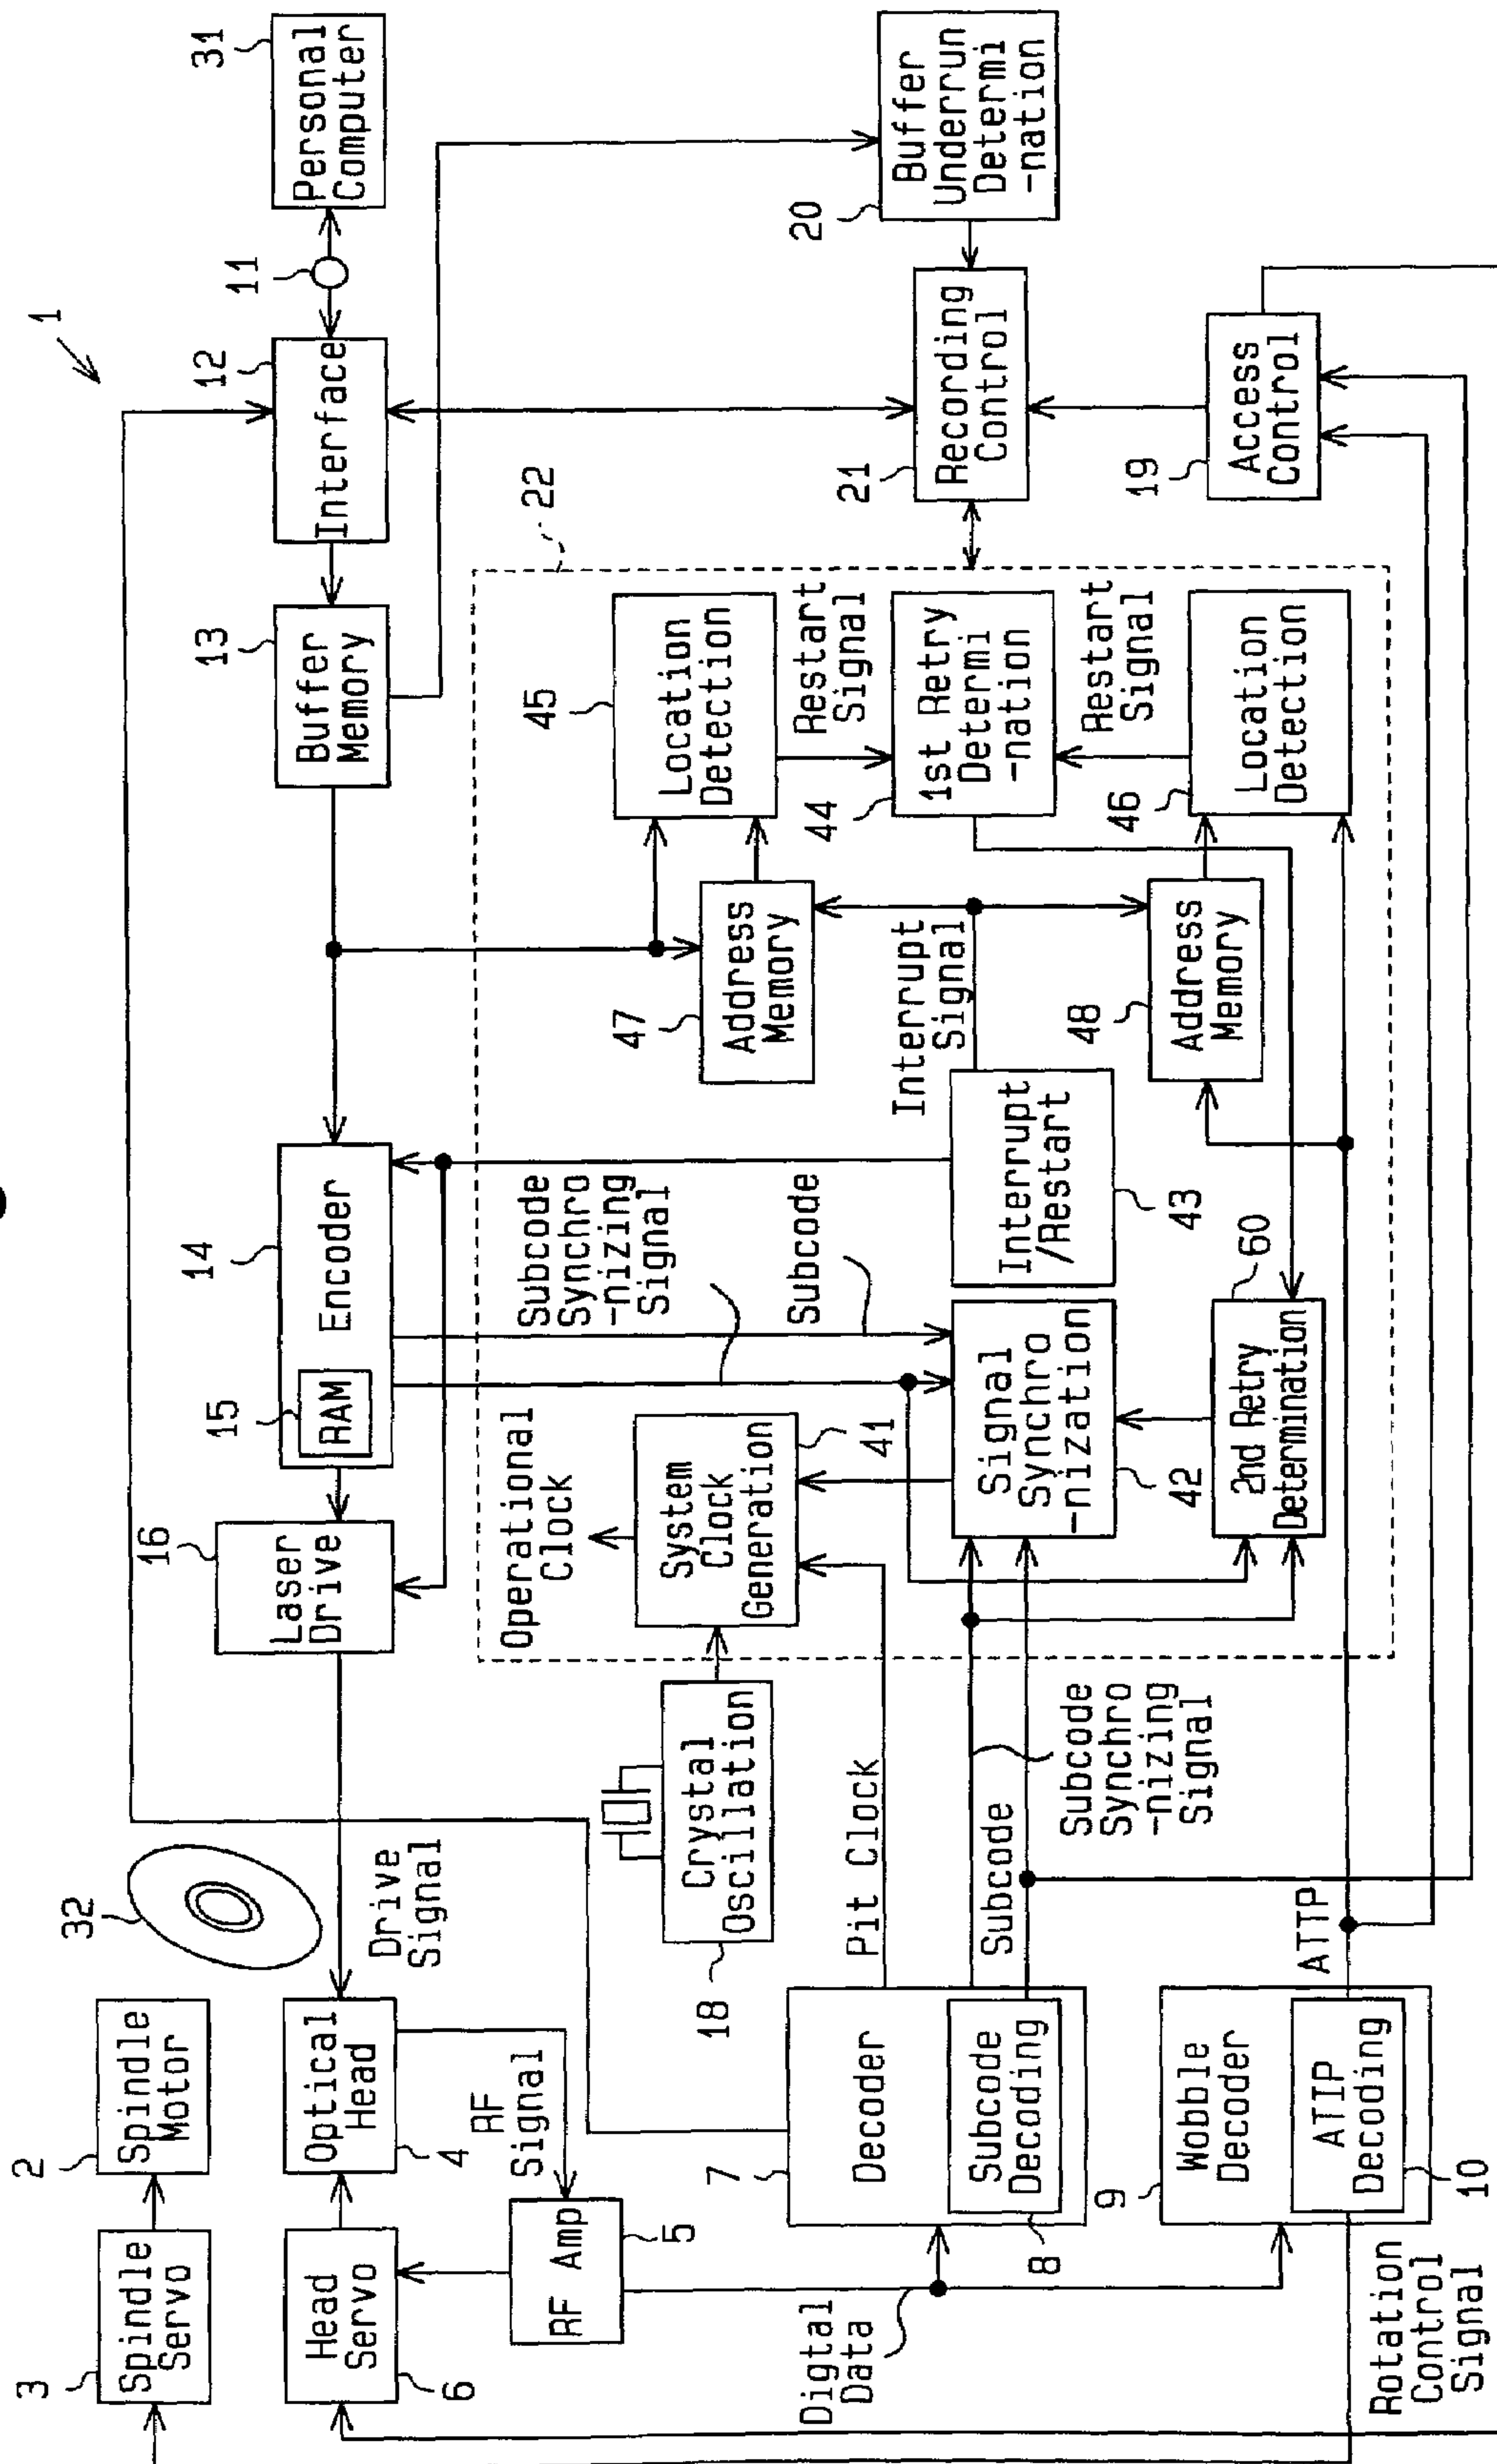 1
3
Spindle
Servo
2
Spindle
Motor
32
6
Head
Servo
4
Optical
Head
Drive
Signal
16
Laser
Drive
14
Encoder
15
RAM
13
Buffer
Memory
12
Interface
11
31
Personal
Computer
RF
Signal
RF Amp
5
Digtal
Data
7
Decoder
8
Subcode
Decoding
9
Wobble
Decoder
10
ATIP
Decoding
Rotation
Control
Signal
18
Crystal
Oscillation
Pit Clock
Subcode
Subcode
Synchro
-nizing
Signal
ATTP
22
Operational
Clock
System
Clock
Generation
41
Subcode
Synchro
-nizing
Signal
Subcode
Signal
Synchro
-nization
42
2nd Retry
Determination
60
Interrupt
/Restart
43
Interrupt
Signal
47
Address
Memory
48
Address
Memory
45
Location
Detection
Restart
Signal
44
1st Retry
Determi
-nation
Restart
Signal
46
Location
Detection
21
Recording
Control
20
Buffer
Underrun
Determi
-nation
19
Access
Control